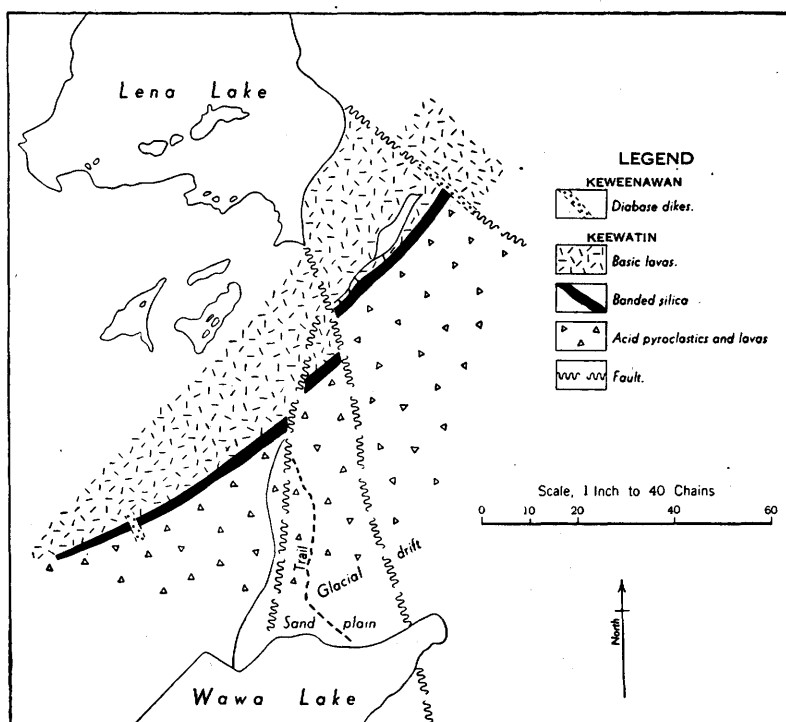 Lena Lake
LEGEND
KEWEENAWAN
Diabase dikes.
KEEWATIN
Basic lavas.
Banded silica
Acid pyroclastics and lavas
Fault.
Scale, 1 Inch to 40 Chains
0 10 20 40 60
North
Trail
Glacial drift
Sand plain
Wawa Lake